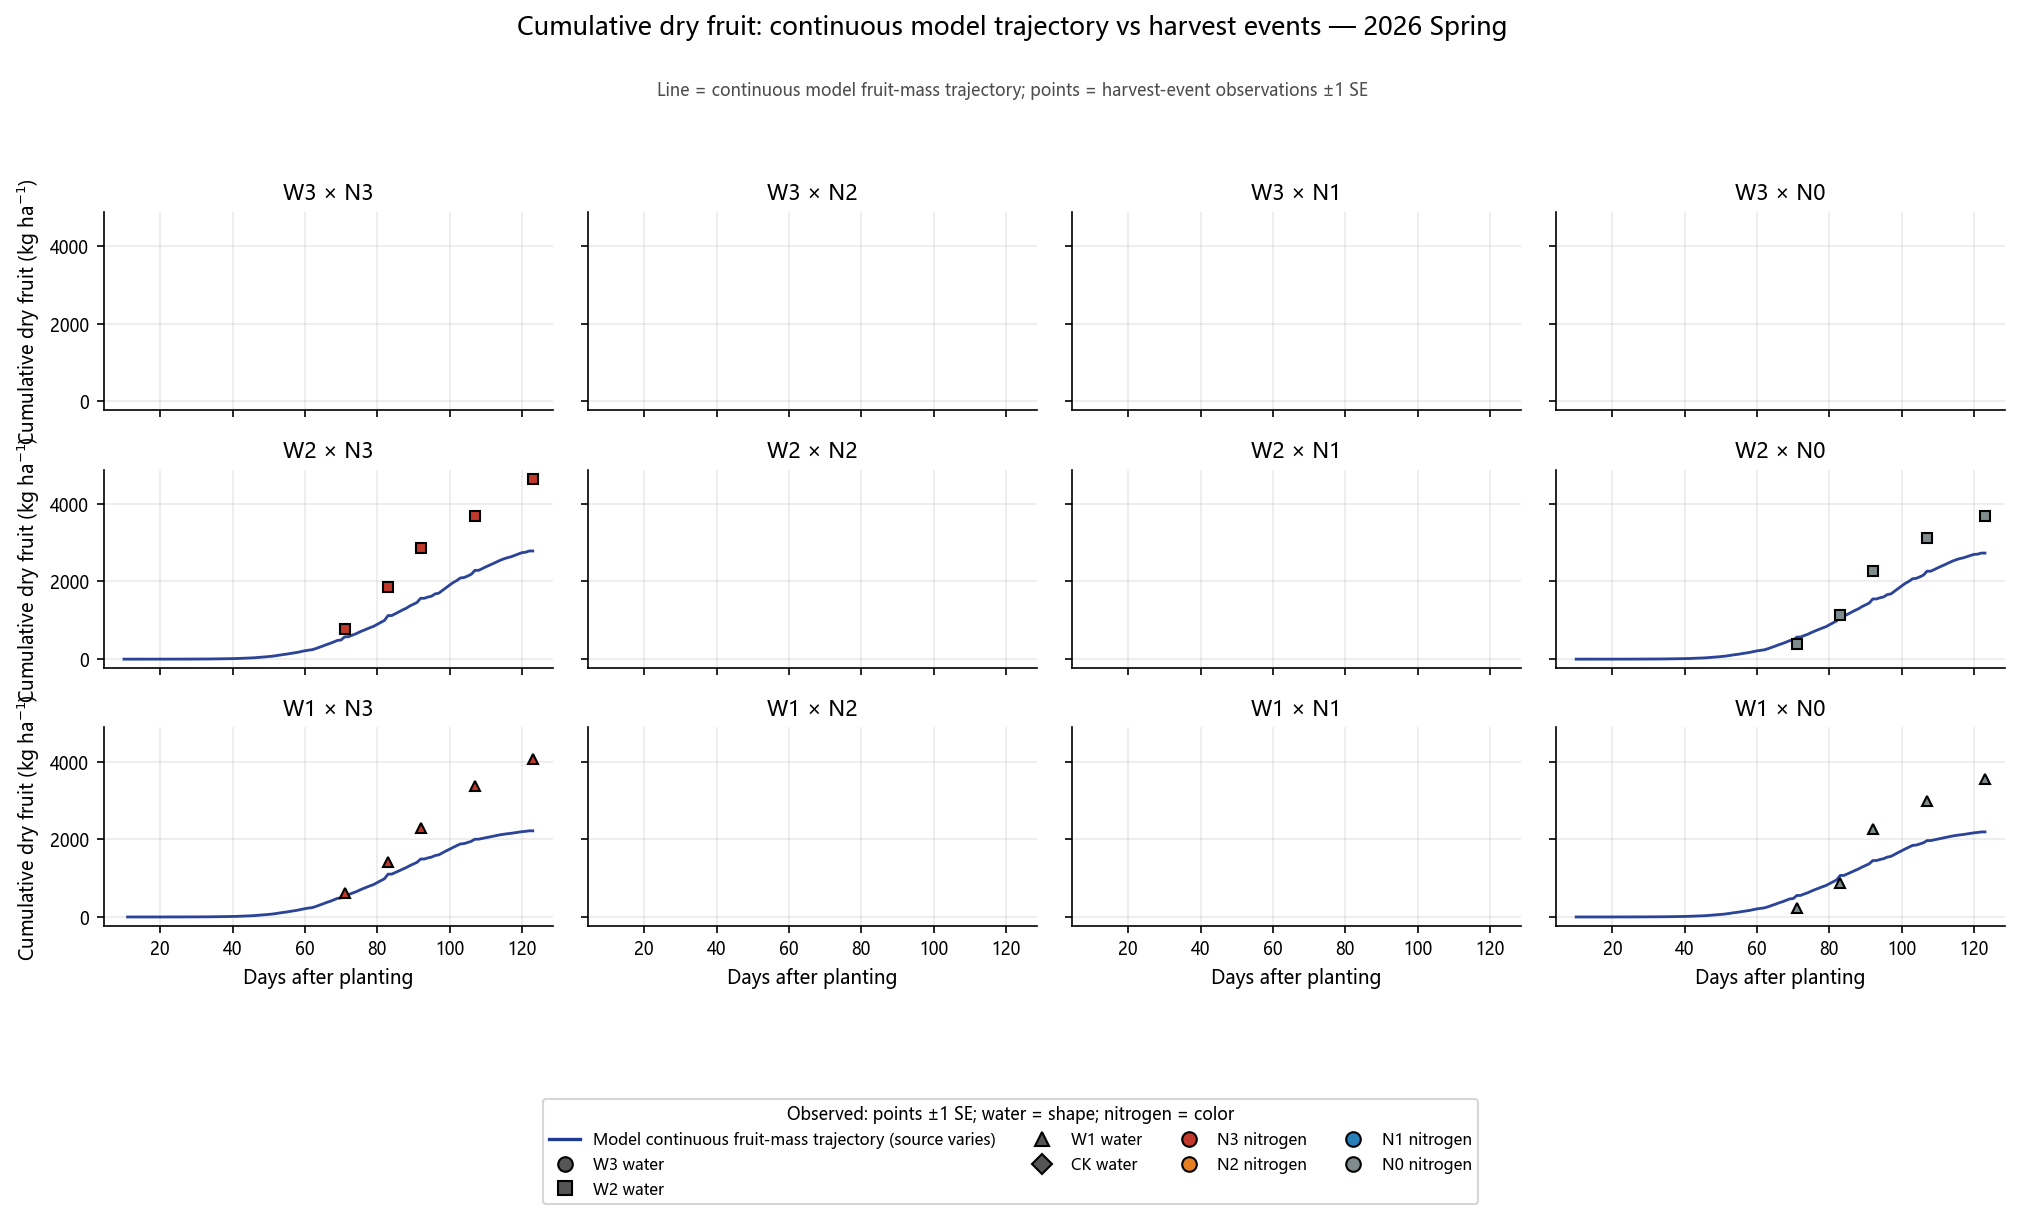 Cumulative dry fruit: continuous model trajectory vs harvest events — 2026 Spring
Line = continuous model fruit-mass trajectory; points = harvest-event observations ±1 SE
W3 × N3
W3 × N2
W3 × N1
W3 × N0
Cumulative dry fruit (kg ha⁻¹)
4000
2000
0
20 40 60 80 100 120
20 40 60 80 100 120
20 40 60 80 100 120
20 40 60 80 100 120
W2 × N3
W2 × N2
W2 × N1
W2 × N0
Cumulative dry fruit (kg ha⁻¹)
4000
2000
0
W1 × N3
W1 × N2
W1 × N1
W1 × N0
Cumulative dry fruit (kg ha⁻¹)
4000
2000
0
Days after planting
Days after planting
Days after planting
Days after planting
Observed: points ±1 SE; water = shape; nitrogen = color
Model continuous fruit-mass trajectory (source varies)
W3 water
W2 water
W1 water
CK water
N3 nitrogen
N2 nitrogen
N1 nitrogen
N0 nitrogen